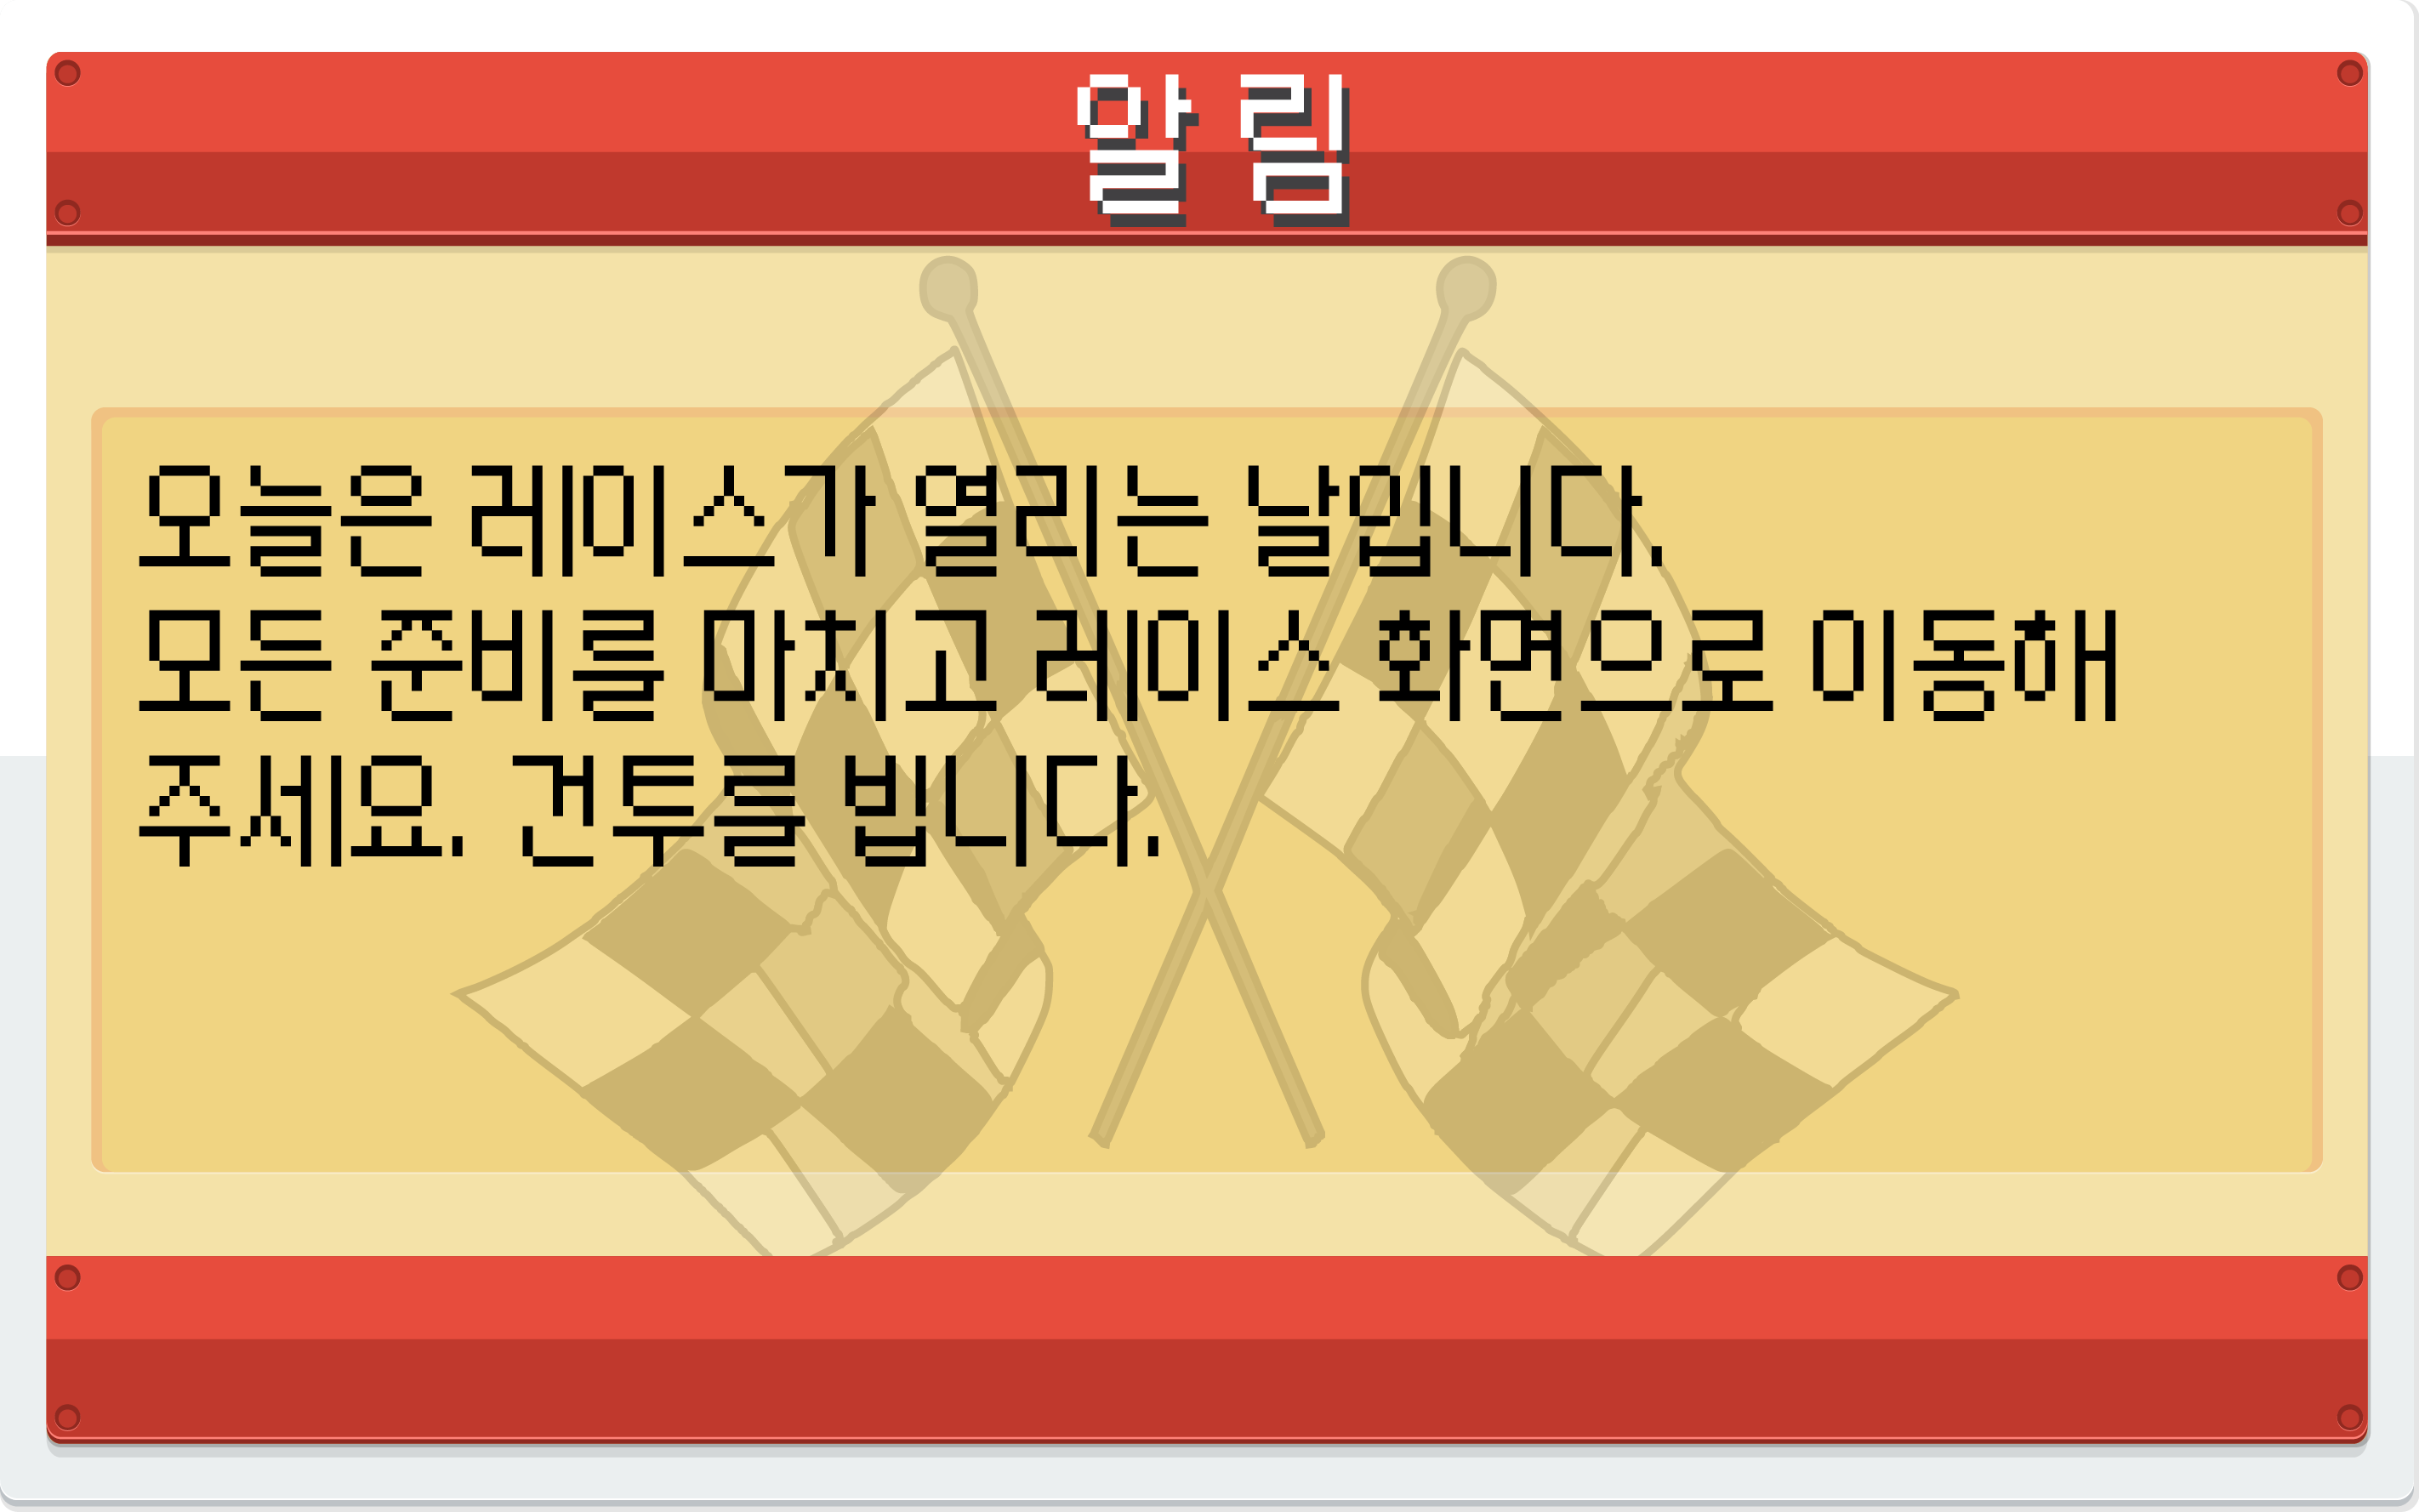 알림
오늘은 레이스가 열리는 날입니다.
모든 준비를 마치고 레이스 화면으로 이동해
주세요. 건투를 빕니다.